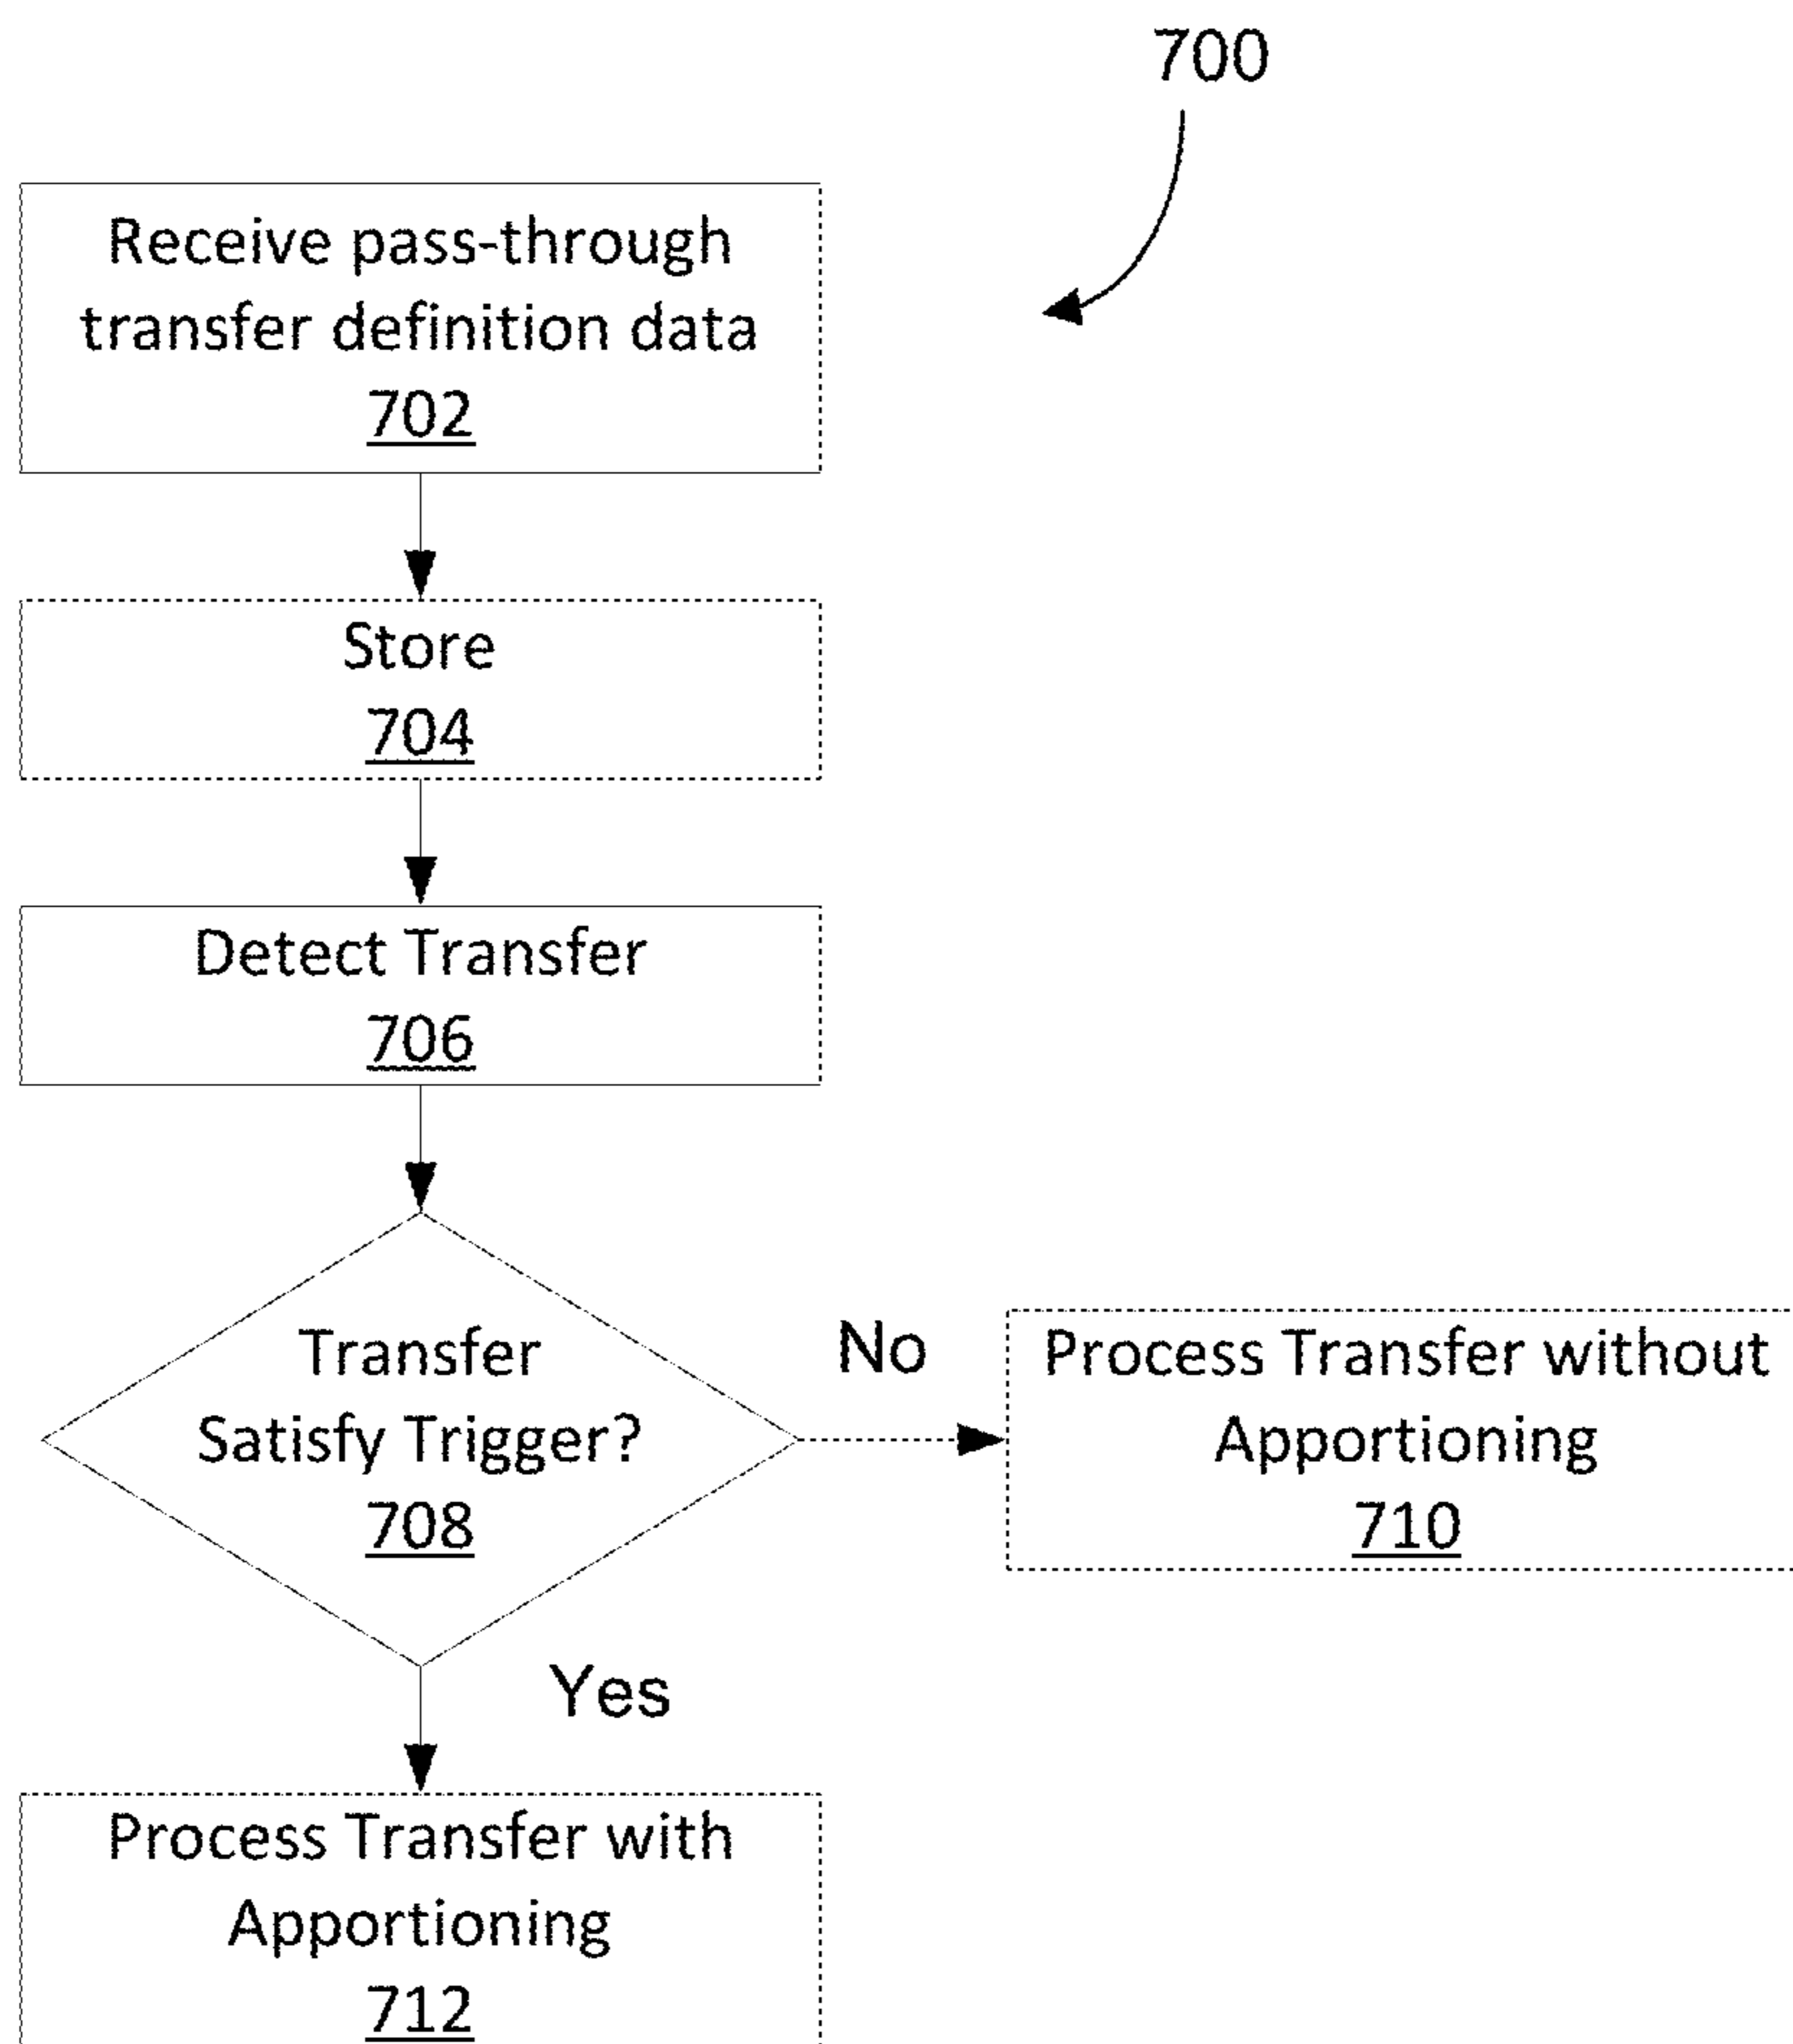 700
Receive pass-through
transfer definition data
702
Store
704
Detect Transfer
706
Transfer
Satisfy Trigger?
708
No
Process Transfer without
Apportioning
710
Yes
Process Transfer with
Apportioning
712